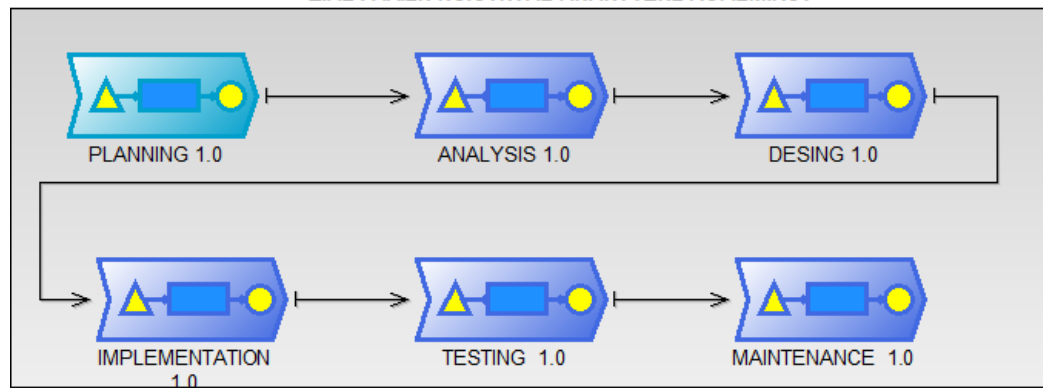 PLANNING 1.0
ANALYSIS 1.0
DESING 1.0
IMPLEMENTATION
1.0
TESTING 1.0
MAINTENANCE 1.0